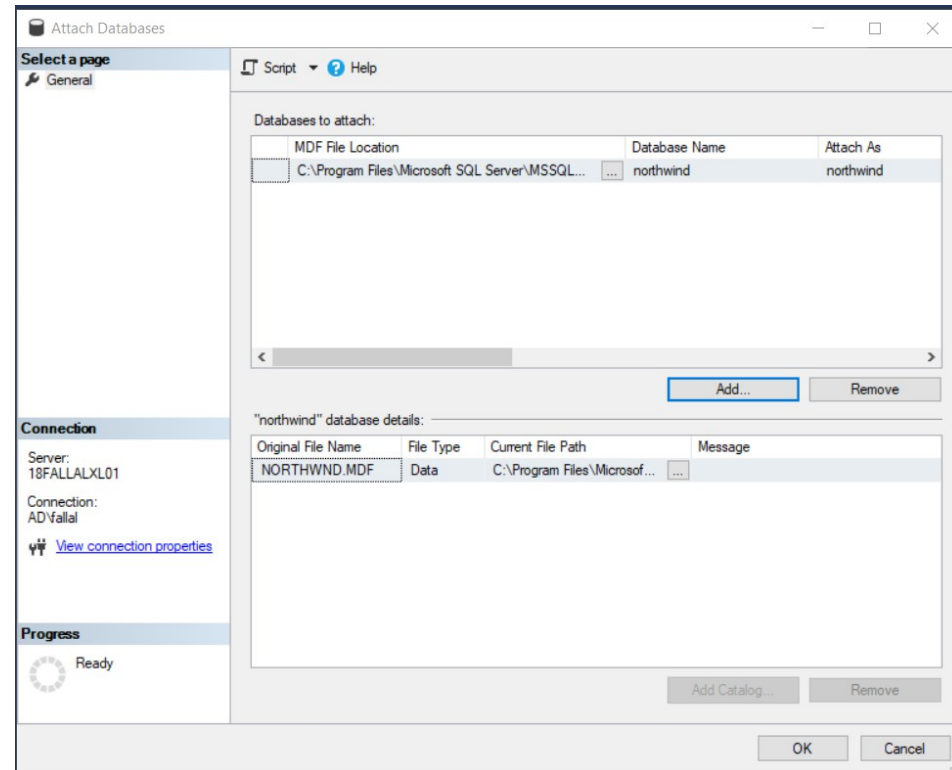 Attach Databases
Select a page
General
Script Help
Databases to attach:
MDF File Location Database Name Attach As
C:\Program Files\Microsoft SQL Server\MSSQL... ... northwind northwind
Add... Remove
"northwind" database details:
Original File Name File Type Current File Path Message
NORTHWND.MDF Data C:\Program Files\Microsof... ...
Connection
Server:
18FALLALXL01
Connection:
AD\fallal
View connection properties
Progress
Ready
Add Catalog... Remove
OK Cancel